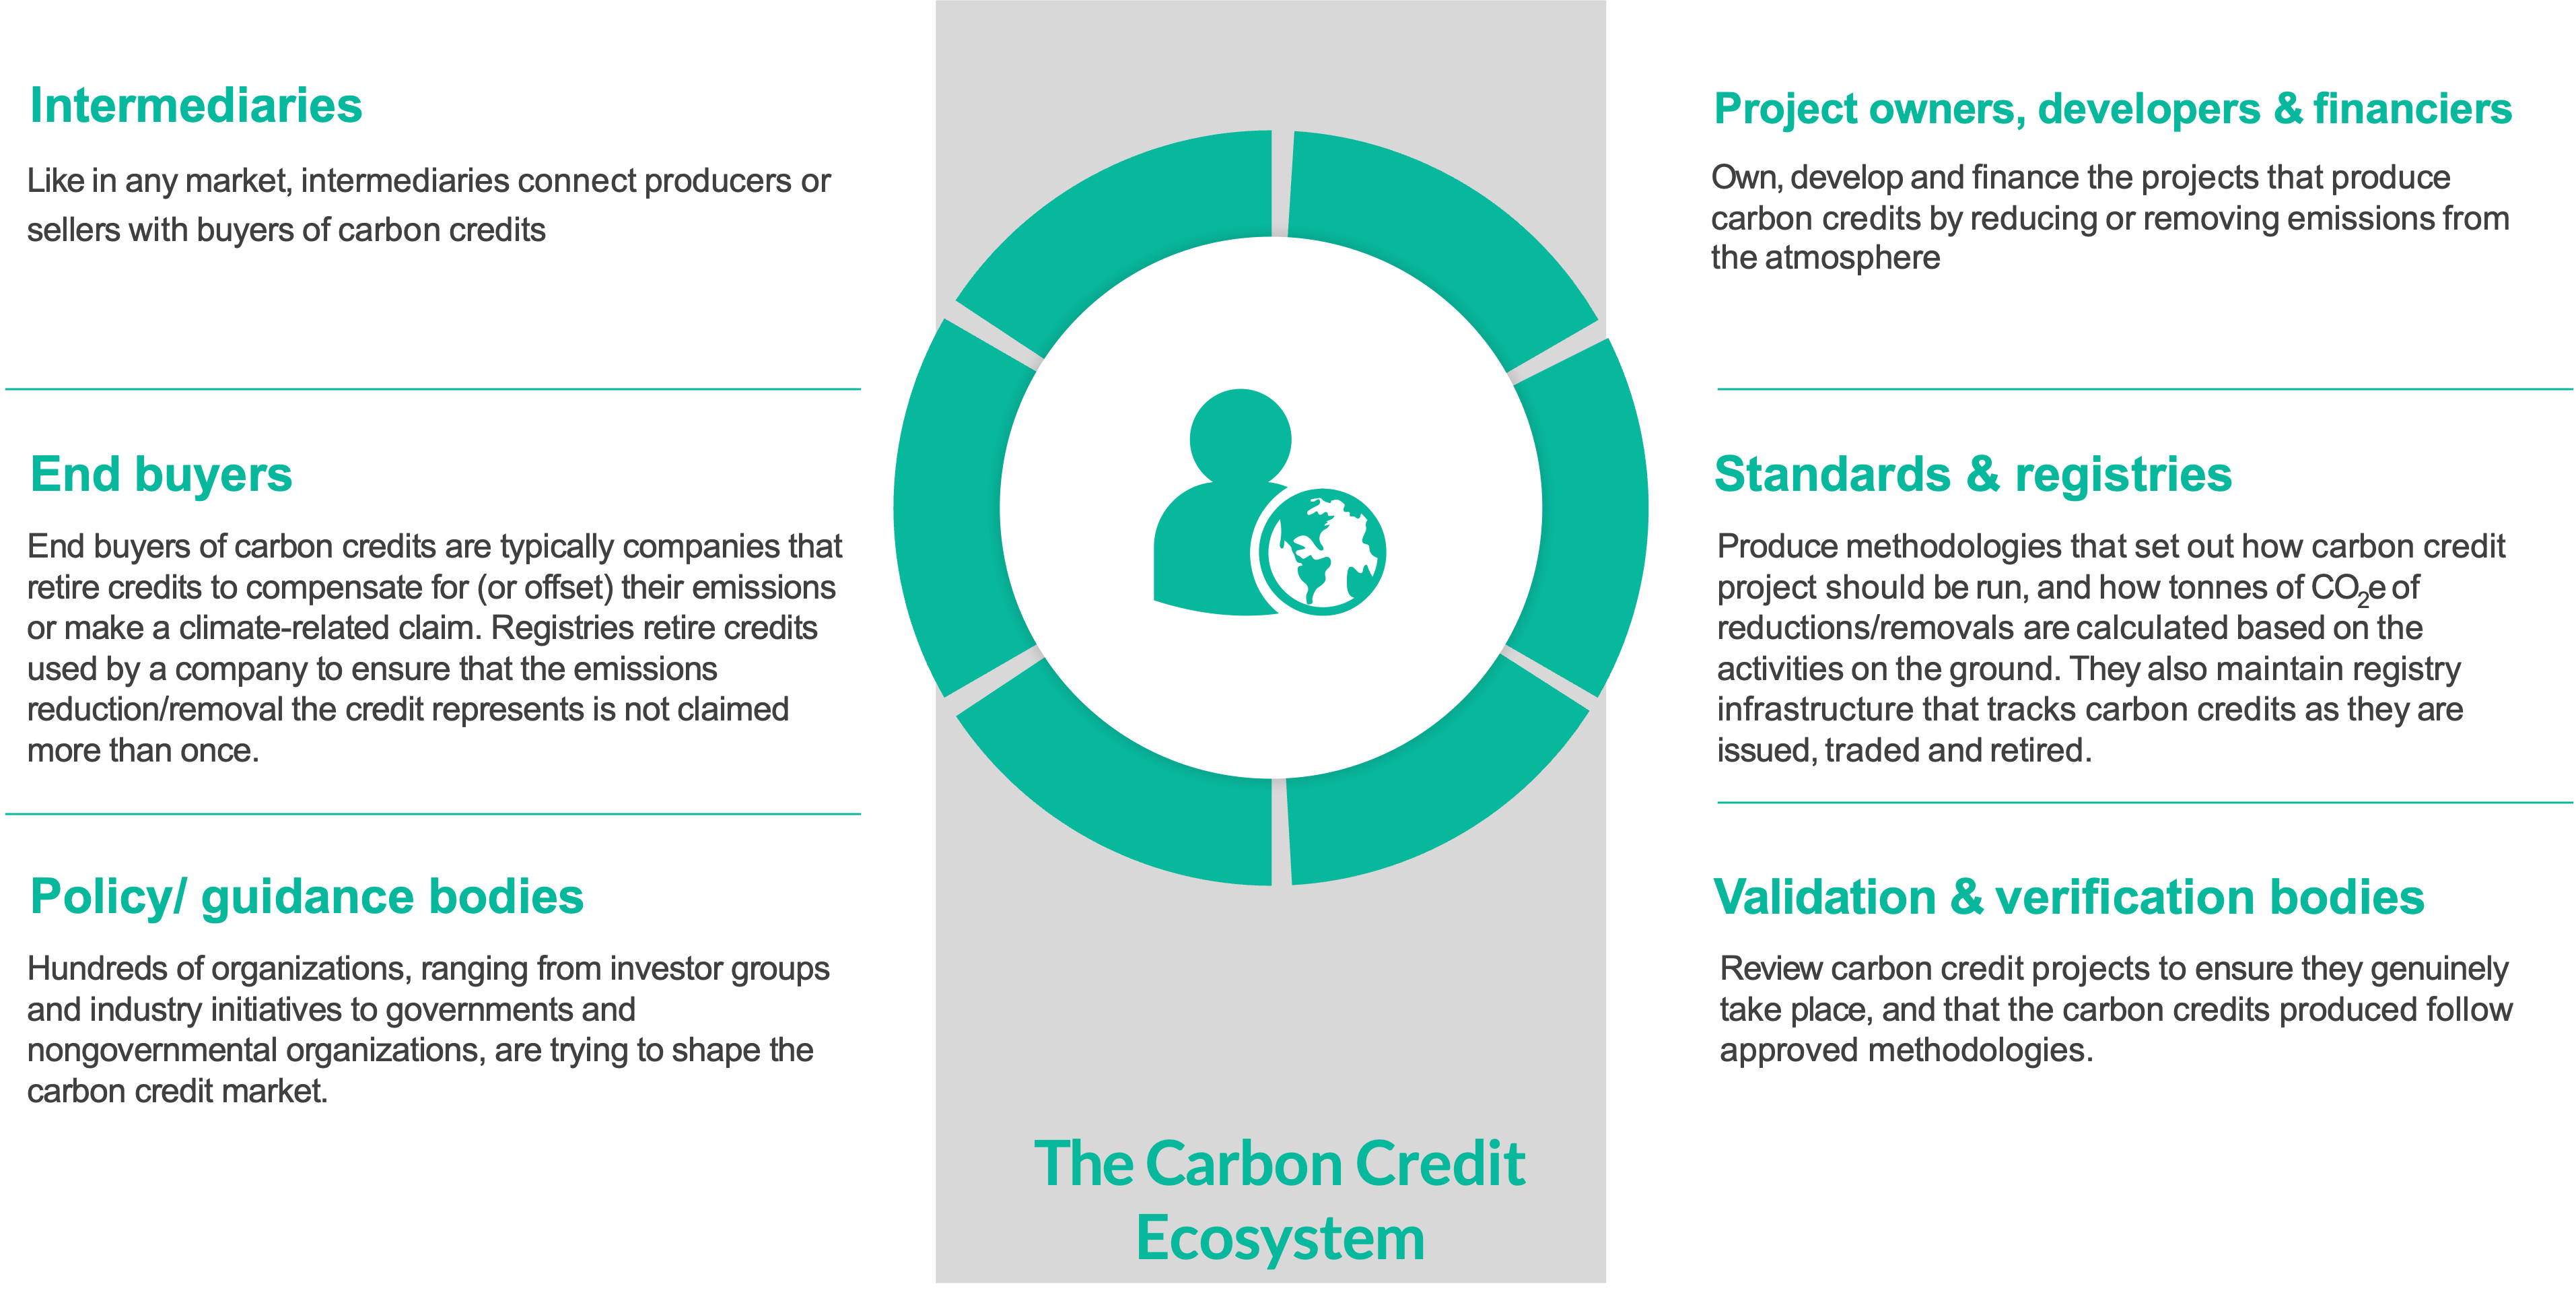 Intermediaries
Like in any market, intermediaries connect producers or
sellers with buyers of carbon credits
End buyers
End buyers of carbon credits are typically companies that
retire credits to compensate for (or offset) their emissions
or make a climate-related claim. Registries retire credits
used by a company to ensure that the emissions
reduction/removal the credit represents is not claimed
more than once.
Policy/ guidance bodies
Hundreds of organizations, ranging from investor groups
and industry initiatives to governments and
nongovernmental organizations, are trying to shape the
carbon credit market.
The Carbon Credit
Ecosystem
Project owners, developers & financiers
Own, develop and finance the projects that produce
carbon credits by reducing or removing emissions from
the atmosphere
Standards & registries
Produce methodologies that set out how carbon credit
project should be run, and how tonnes of CO₂e of
reductions/removals are calculated based on the
activities on the ground. They also maintain registry
infrastructure that tracks carbon credits as they are
issued, traded and retired.
Validation & verification bodies
Review carbon credit projects to ensure they genuinely
take place, and that the carbon credits produced follow
approved methodologies.